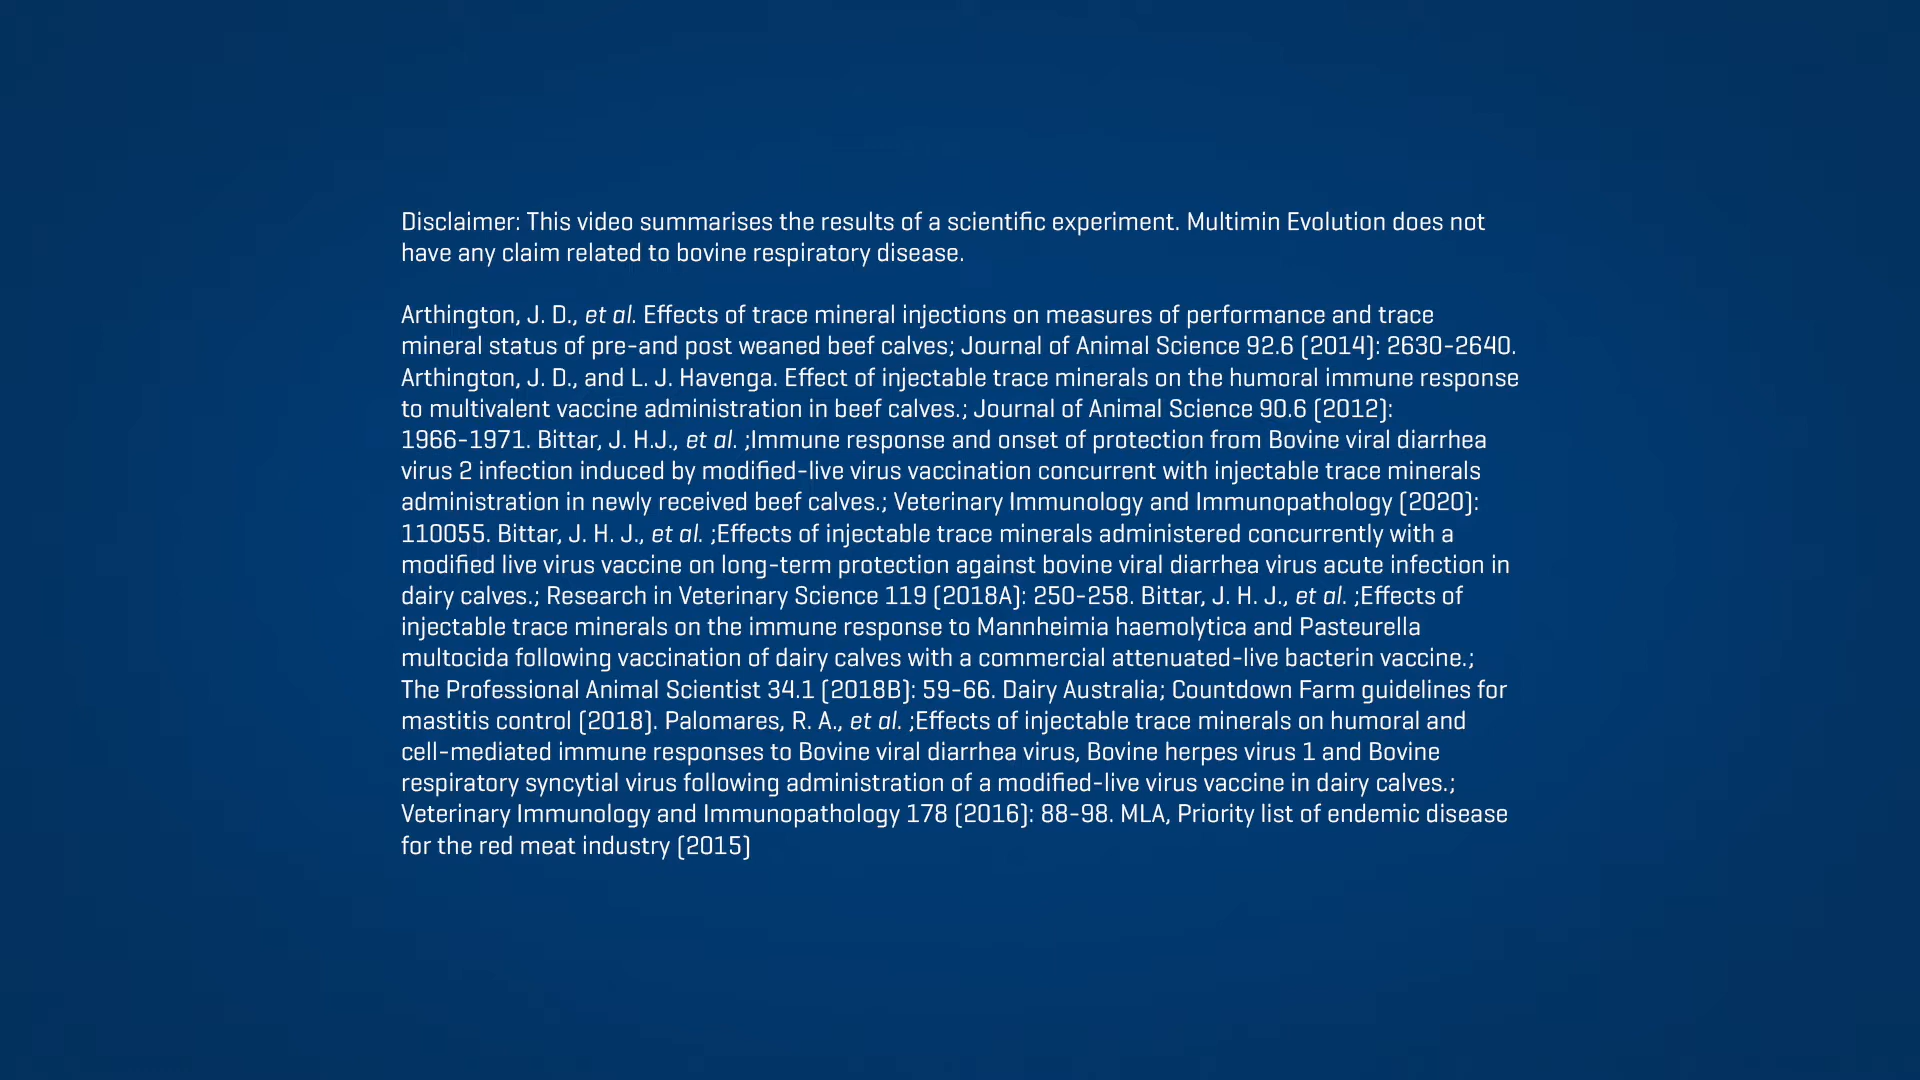 Disclaimer: This video summarises the results of a scientific experiment. Multimin Evolution does not
have any claim related to bovine respiratory disease.
Arthington, J. D., et al. Effects of trace mineral injections on measures of performance and trace
mineral status of pre-and post weaned beef calves; Journal of Animal Science 92.6 (2014): 2630-2640.
Arthington, J. D., and L. J. Havenga. Effect of injectable trace minerals on the humoral immune response
to multivalent vaccine administration in beef calves.; Journal of Animal Science 90.6 (2012):
1966-1971. Bittar, J. H.J., et al. ;Immune response and onset of protection from Bovine viral diarrhea
virus 2 infection induced by modified-live virus vaccination concurrent with injectable trace minerals
administration in newly received beef calves.; Veterinary Immunology and Immunopathology (2020):
110055. Bittar, J. H. J., et al. ;Effects of injectable trace minerals administered concurrently with a
modified live virus vaccine on long-term protection against bovine viral diarrhea virus acute infection in
dairy calves.; Research in Veterinary Science 119 (2018A): 250-258. Bittar, J. H. J., et al. ;Effects of
injectable trace minerals on the immune response to Mannheimia haemolytica and Pasteurella
multocida following vaccination of dairy calves with a commercial attenuated-live bacterin vaccine.;
The Professional Animal Scientist 34.1 (2018B): 59-66. Dairy Australia; Countdown Farm guidelines for
mastitis control (2018). Palomares, R. A., et al. ;Effects of injectable trace minerals on humoral and
cell-mediated immune responses to Bovine viral diarrhea virus, Bovine herpes virus 1 and Bovine
respiratory syncytial virus following administration of a modified-live virus vaccine in dairy calves.;
Veterinary Immunology and Immunopathology 178 (2016): 88-98. MLA, Priority list of endemic disease
for the red meat industry (2015)